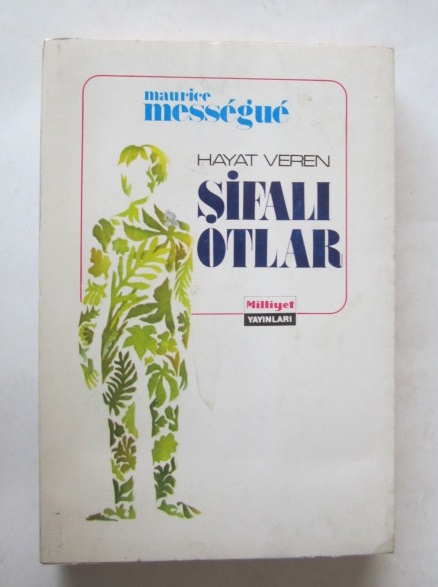 maurice
mességué
HAYAT VEREN
ŞİFALI
OTLAR
Milliyet
YAYINLARI